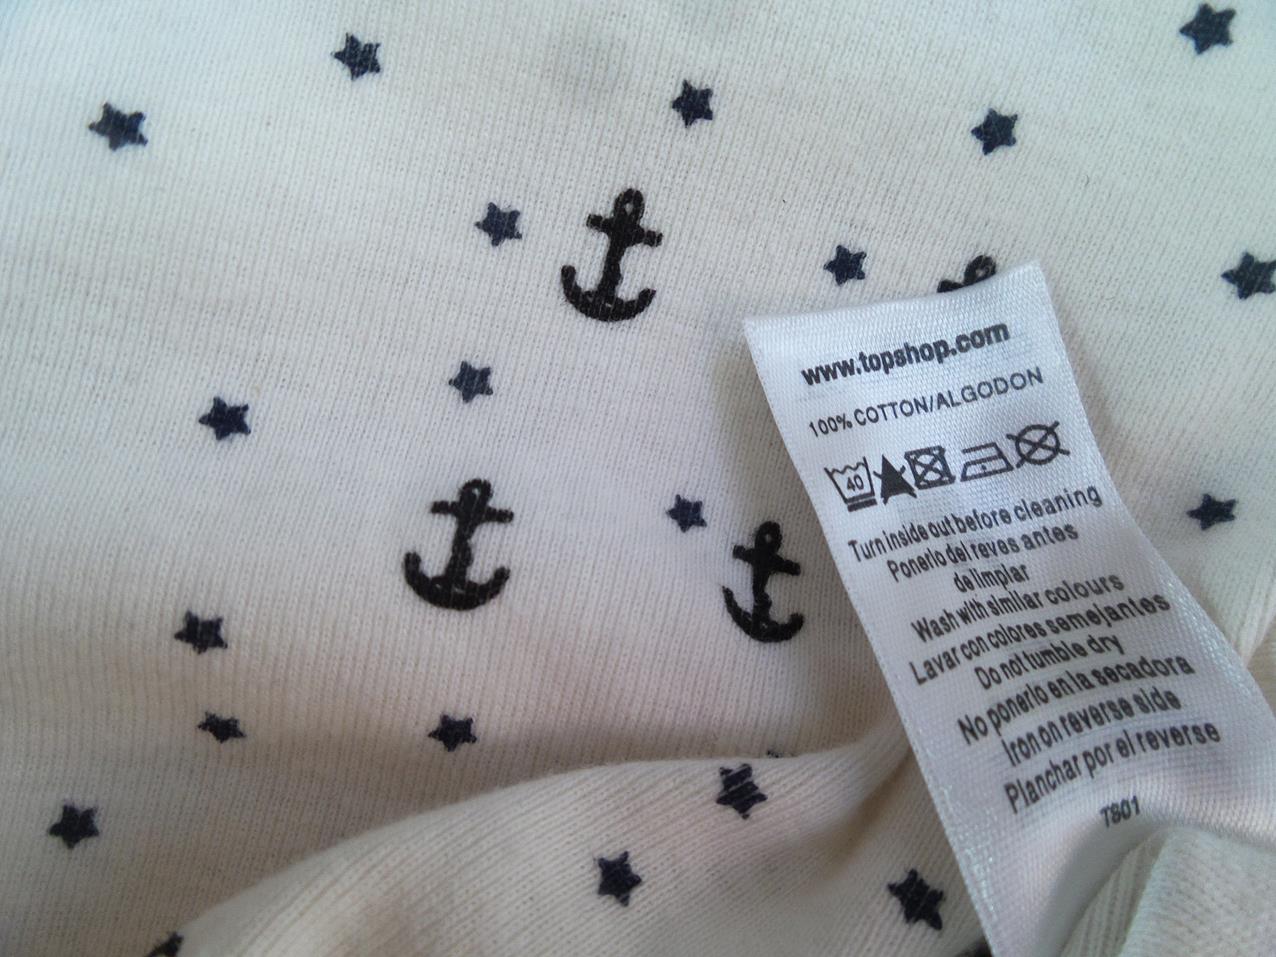 www.topshop.com
100% COTTON/ALGODON
40
Turn inside out before cleaning
Ponerlo del reves antes
de limpiar
Wash with similar colours
Lavar con colores semejantes
Do not tumble dry
No ponerlo en la secadora
Iron on reverse side
Planchar por el reverse
TS01